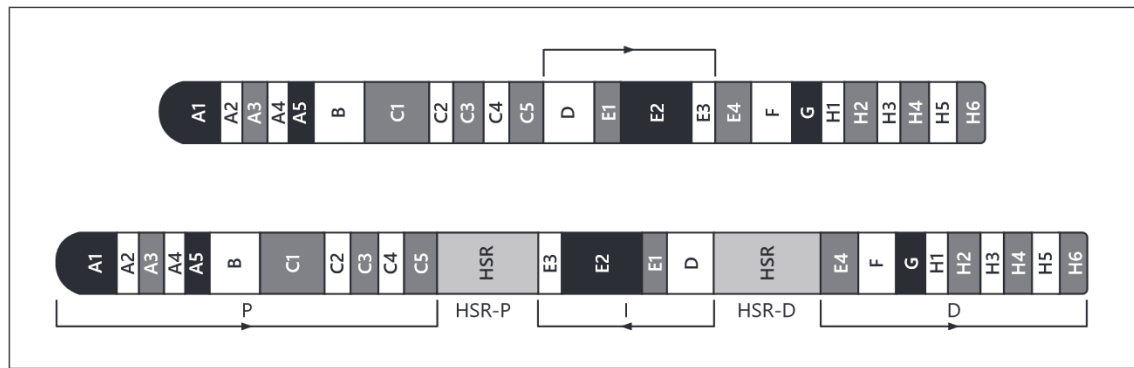 A1 A2 A3 A4 A5 B C1 C2 C3 C4 C5 D E1 E2 E3 E4 F G H1 H2 H3 H4 H5 H6
A1 A2 A3 A4 A5 B C1 C2 C3 C4 C5 HSR E3 E2 E1 D HSR E4 F G H1 H2 H3 H4 H5 H6
P HSR-P I HSR-D D